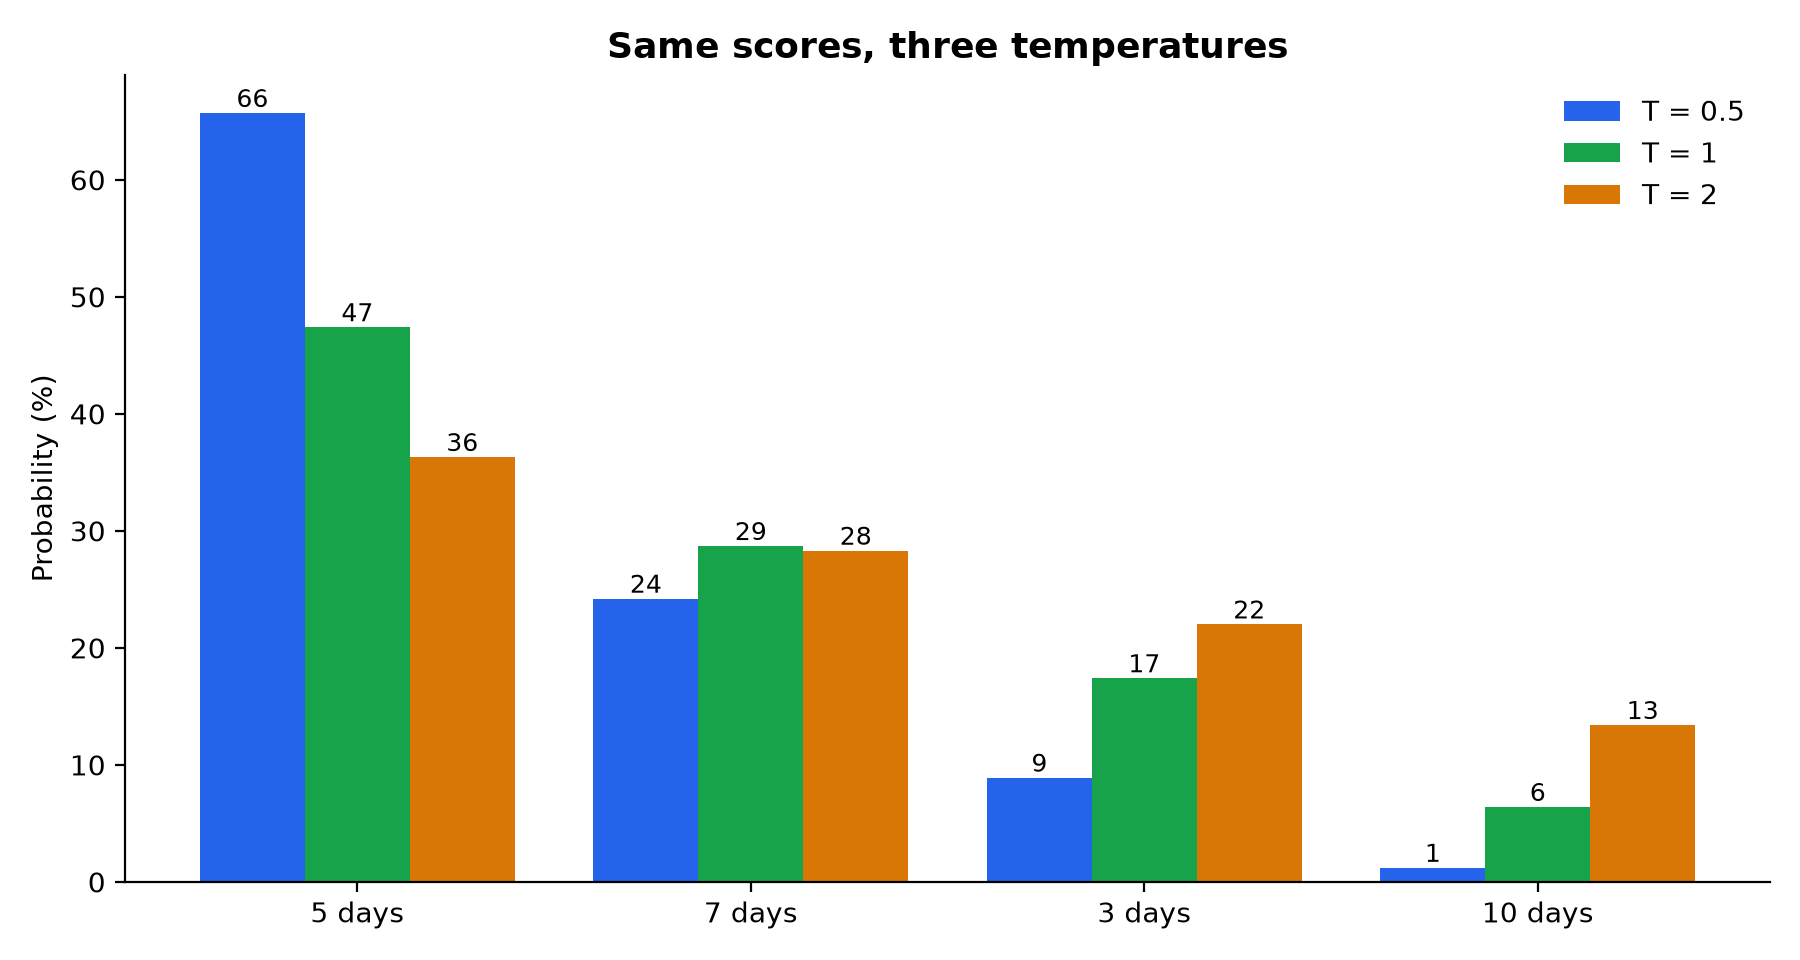 Same scores, three temperatures
T = 0.5
T = 1
T = 2
Probability (%)
60
50
40
30
20
10
0
66
47
36
24
29
28
9
17
22
1
6
13
5 days
7 days
3 days
10 days